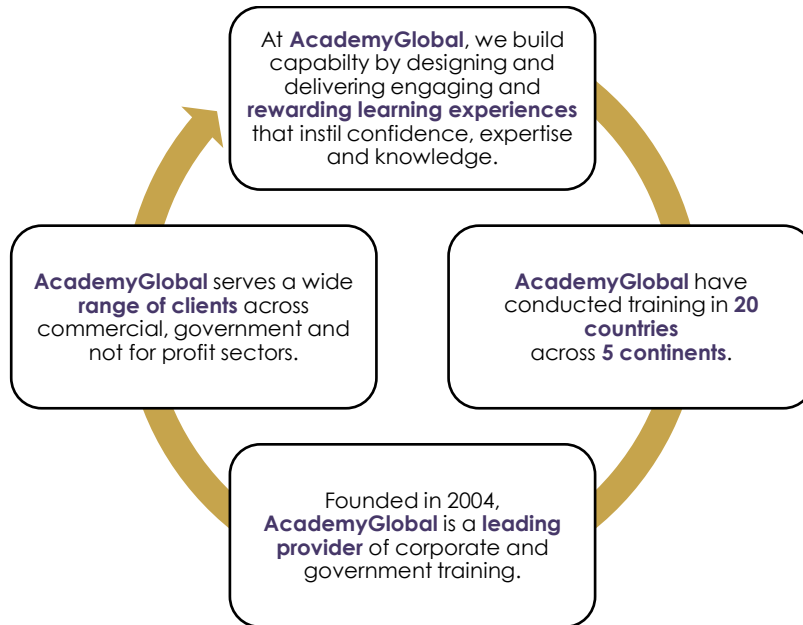 At AcademyGlobal, we build
capabilty by designing and
delivering engaging and
rewarding learning experiences
that instil confidence, expertise
and knowledge.
AcademyGlobal serves a wide
range of clients across
commercial, government and
not for profit sectors.
AcademyGlobal have
conducted training in 20
countries
across 5 continents.
Founded in 2004,
AcademyGlobal is a leading
provider of corporate and
government training.